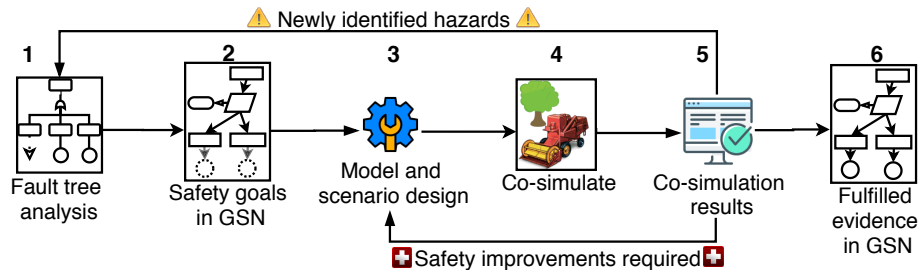 Newly identified hazards
1
2
3
4
5
6
Fault tree
analysis
Safety goals
in GSN
Model and
scenario design
Co-simulate
Co-simulation
results
Fulfilled
evidence
in GSN
Safety improvements required